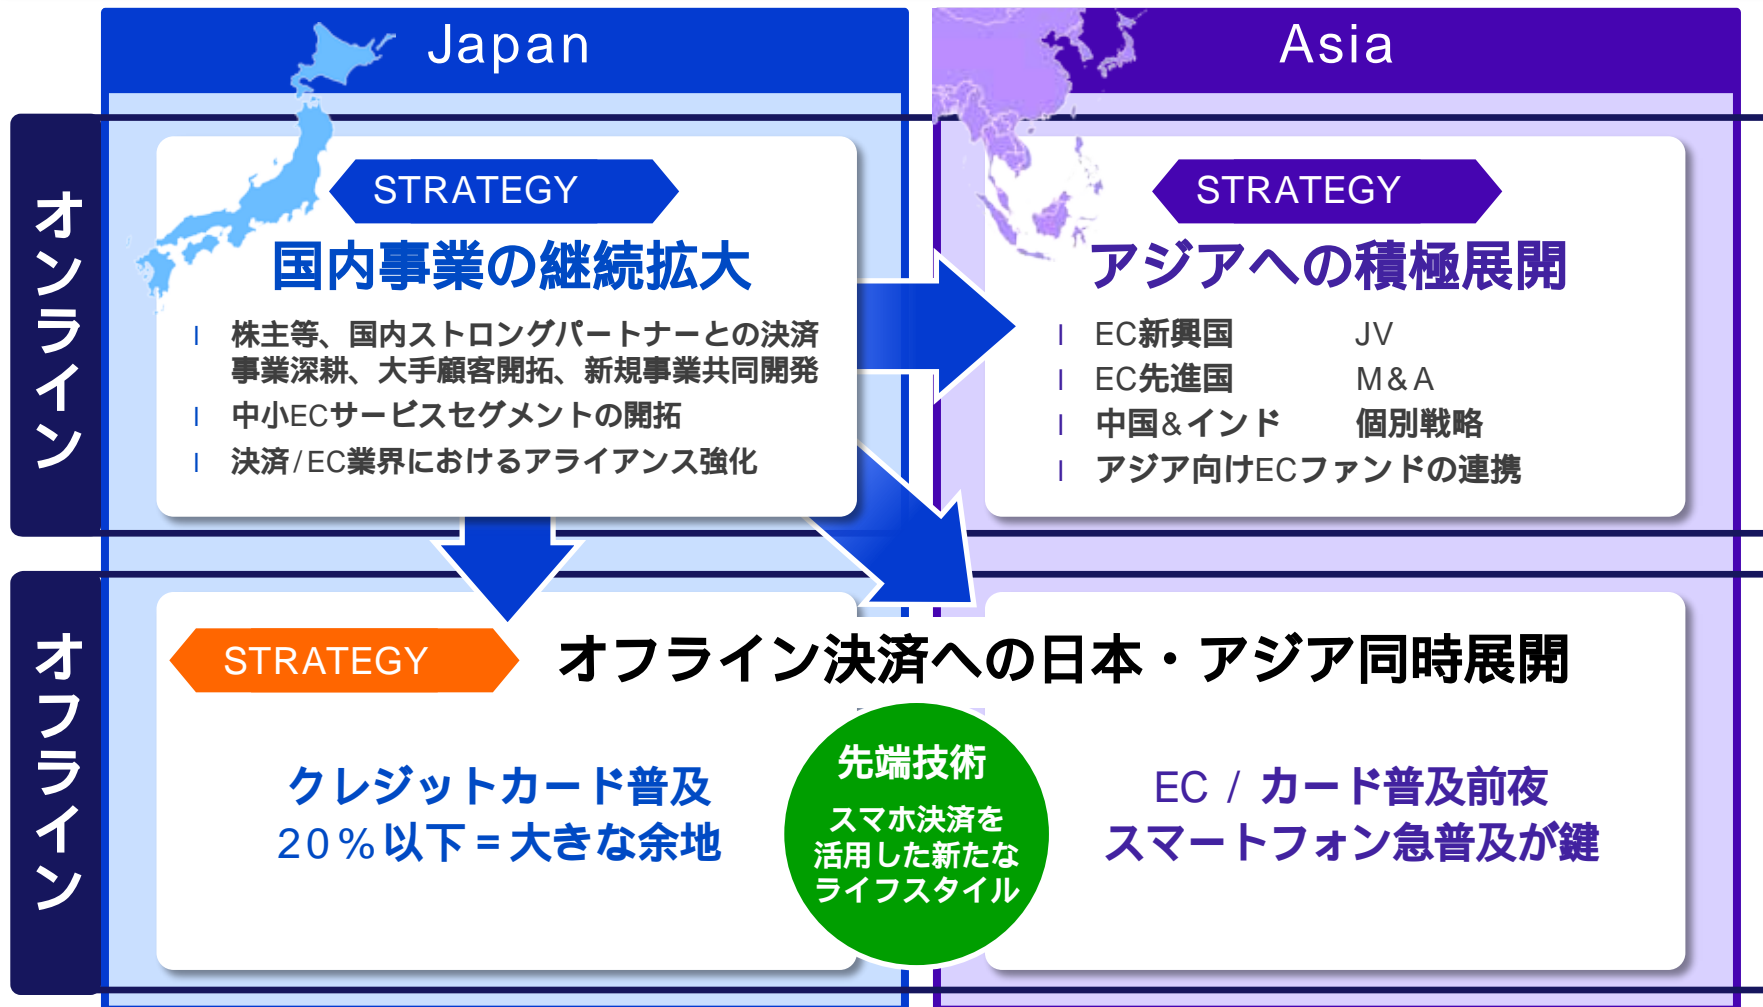 Japan
Asia
オンライン
STRATEGY
国内事業の継続拡大
株主等、国内ストロングパートナーとの決済
事業深耕、大手顧客開拓、新規事業共同開発
中小ECサービスセグメントの開拓
決済/EC業界におけるアライアンス強化
STRATEGY
アジアへの積極展開
EC新興国 JV
EC先進国 M&A
中国&インド 個別戦略
アジア向けECファンドの連携
オフライン
STRATEGY
オフライン決済への日本・アジア同時展開
クレジットカード普及
20%以下=大きな余地
先端技術
スマホ決済を
活用した新たな
ライフスタイル
EC / カード普及前夜
スマートフォン急普及が鍵